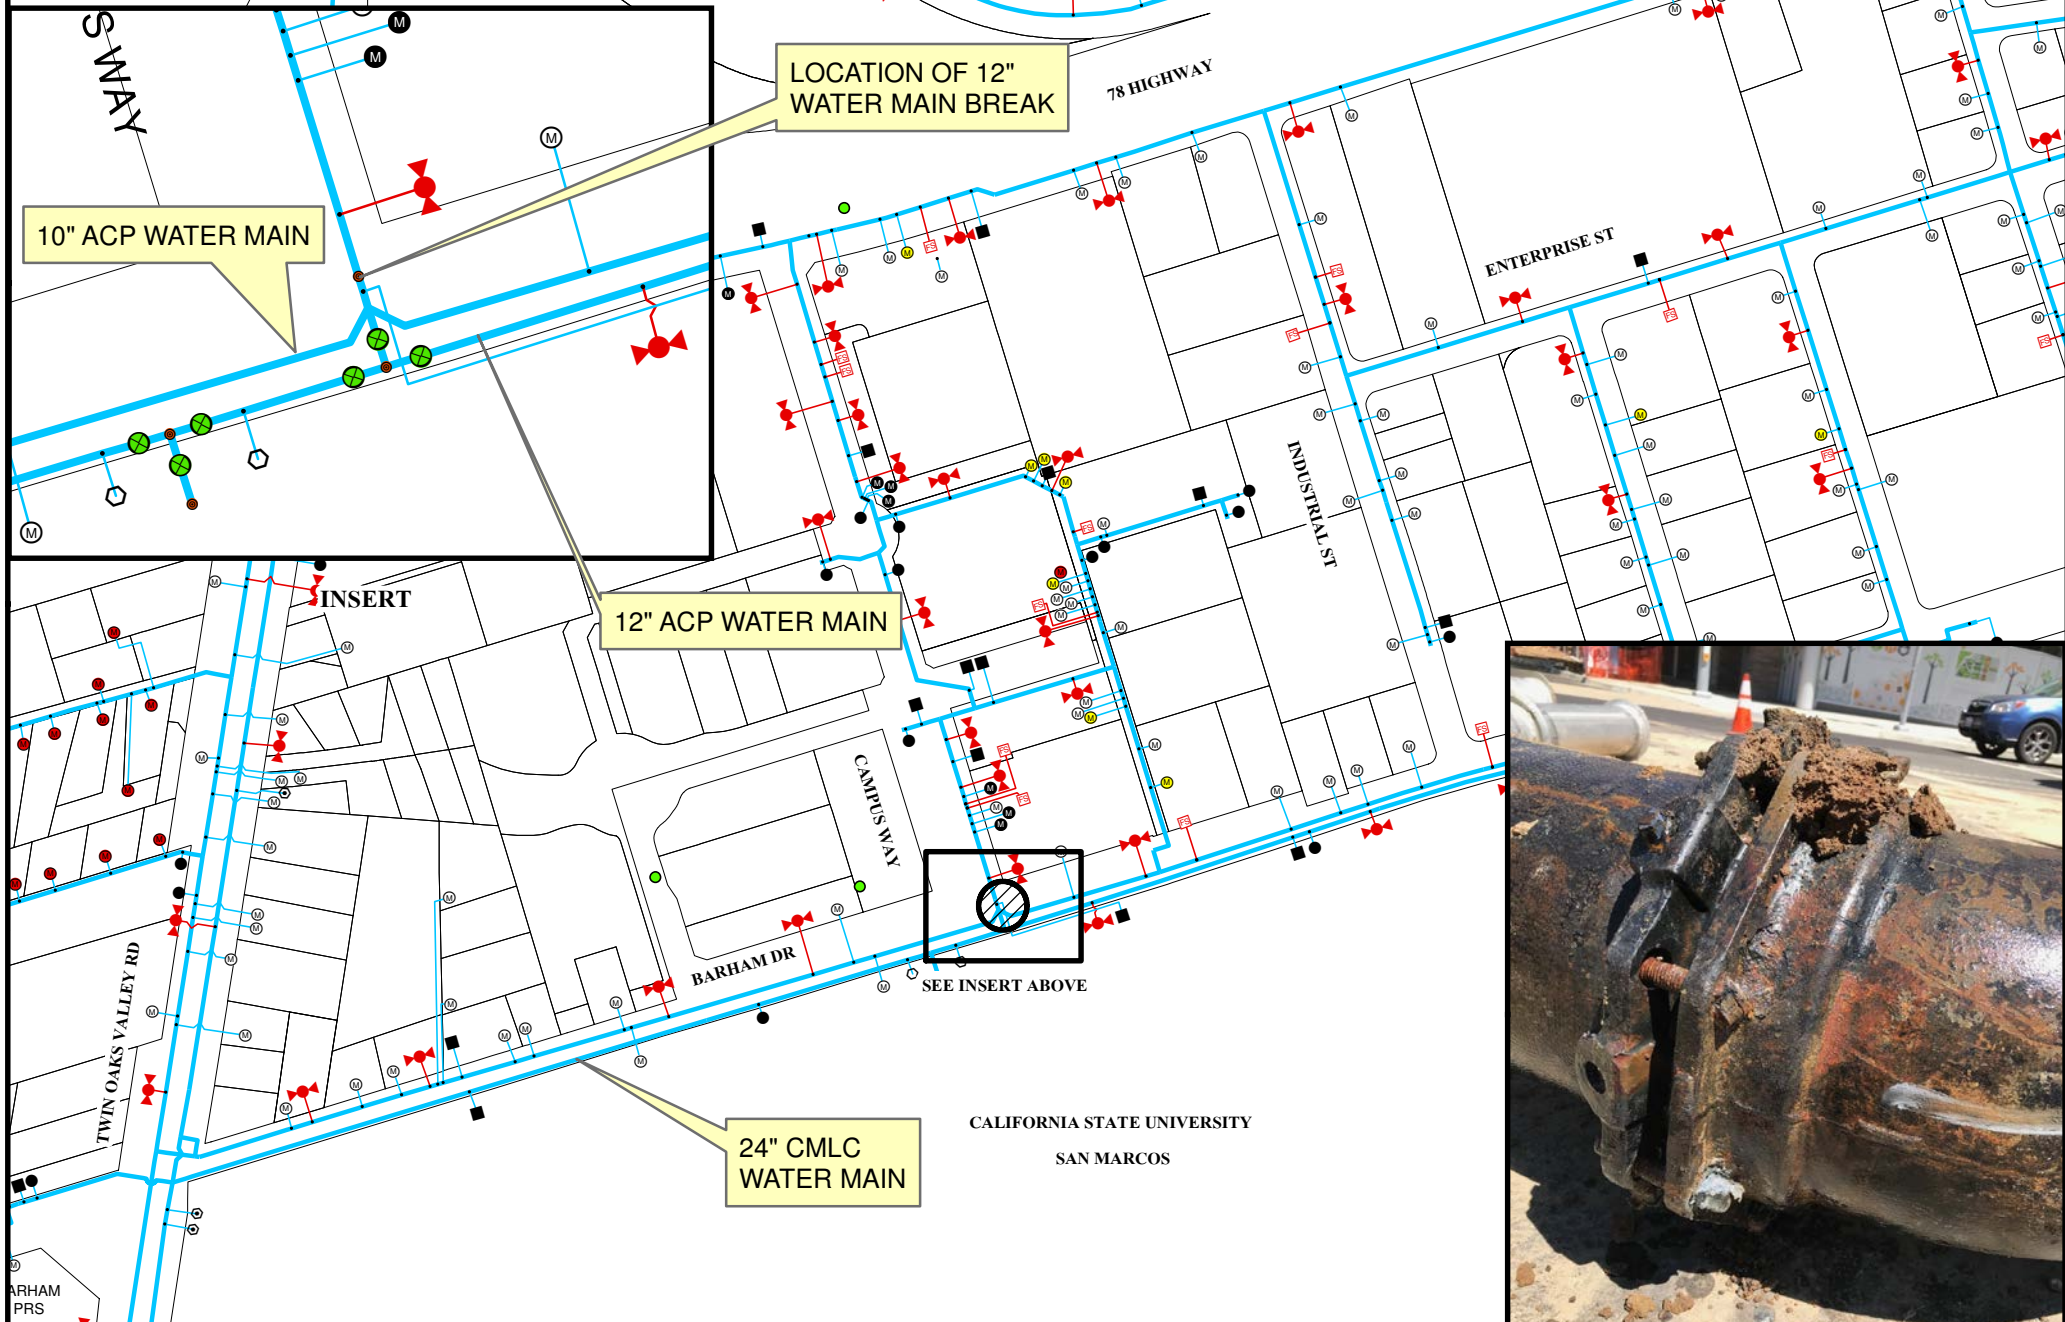 S WAY
LOCATION OF 12"
WATER MAIN BREAK
10" ACP WATER MAIN
78 HIGHWAY
ENTERPRISE ST
INDUSTRIAL ST
INSERT
12" ACP WATER MAIN
CAMPUS WAY
BARHAM DR
SEE INSERT ABOVE
TWIN OAKS VALLEY RD
24" CMLC
WATER MAIN
CALIFORNIA STATE UNIVERSITY
SAN MARCOS
ARHAM
PRS